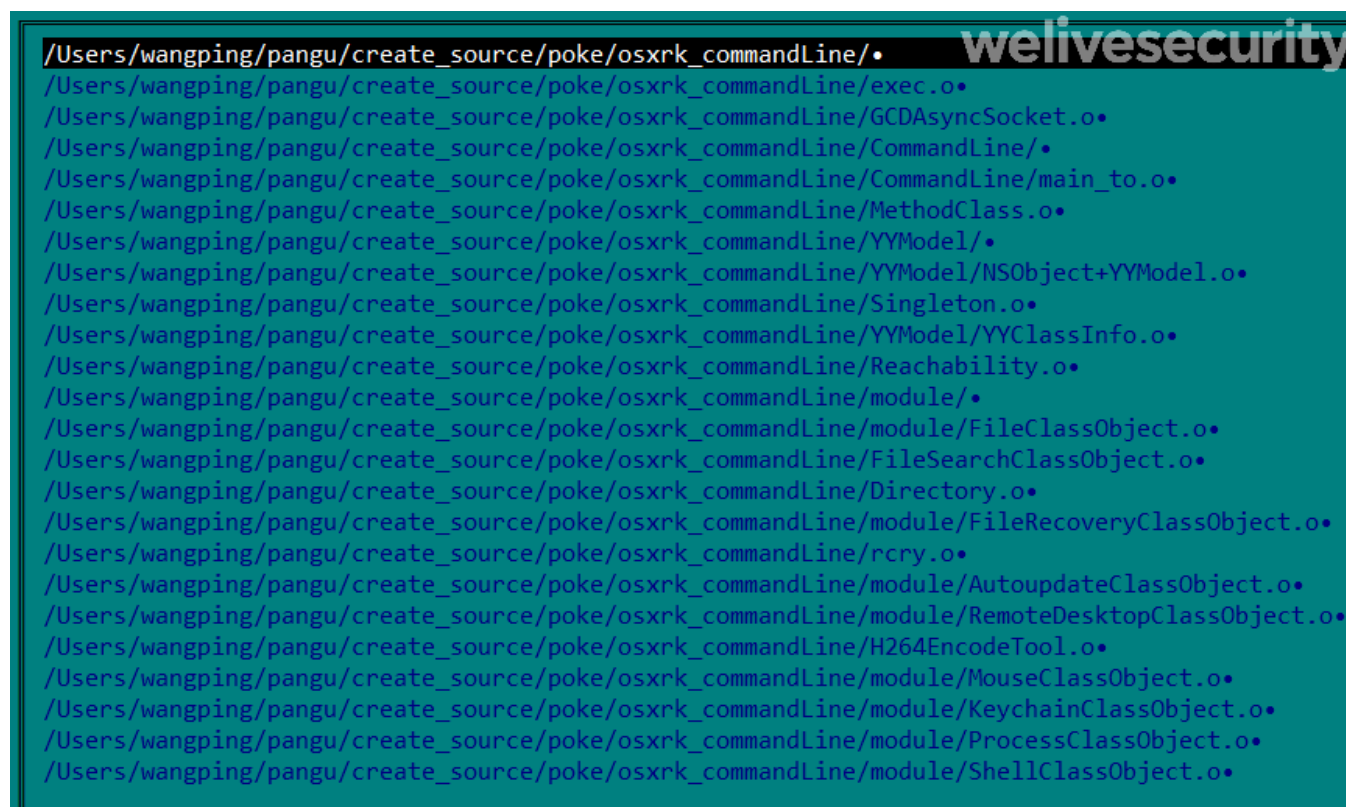 welivesecurity
/Users/wangping/pangu/create_source/poke/osxrk_commandLine/•
/Users/wangping/pangu/create_source/poke/osxrk_commandLine/exec.o•
/Users/wangping/pangu/create_source/poke/osxrk_commandLine/GCDAsyncSocket.o•
/Users/wangping/pangu/create_source/poke/osxrk_commandLine/CommandLine/•
/Users/wangping/pangu/create_source/poke/osxrk_commandLine/CommandLine/main_to.o•
/Users/wangping/pangu/create_source/poke/osxrk_commandLine/MethodClass.o•
/Users/wangping/pangu/create_source/poke/osxrk_commandLine/YYModel/•
/Users/wangping/pangu/create_source/poke/osxrk_commandLine/YYModel/NSObject+YYModel.o•
/Users/wangping/pangu/create_source/poke/osxrk_commandLine/Singleton.o•
/Users/wangping/pangu/create_source/poke/osxrk_commandLine/YYModel/YYClassInfo.o•
/Users/wangping/pangu/create_source/poke/osxrk_commandLine/Reachability.o•
/Users/wangping/pangu/create_source/poke/osxrk_commandLine/module/•
/Users/wangping/pangu/create_source/poke/osxrk_commandLine/module/FileClassObject.o•
/Users/wangping/pangu/create_source/poke/osxrk_commandLine/FileSearchClassObject.o•
/Users/wangping/pangu/create_source/poke/osxrk_commandLine/Directory.o•
/Users/wangping/pangu/create_source/poke/osxrk_commandLine/module/FileRecoveryClassObject.o•
/Users/wangping/pangu/create_source/poke/osxrk_commandLine/rcry.o•
/Users/wangping/pangu/create_source/poke/osxrk_commandLine/module/AutoupdateClassObject.o•
/Users/wangping/pangu/create_source/poke/osxrk_commandLine/module/RemoteDesktopClassObject.o•
/Users/wangping/pangu/create_source/poke/osxrk_commandLine/H264EncodeTool.o•
/Users/wangping/pangu/create_source/poke/osxrk_commandLine/module/MouseClassObject.o•
/Users/wangping/pangu/create_source/poke/osxrk_commandLine/module/KeychainClassObject.o•
/Users/wangping/pangu/create_source/poke/osxrk_commandLine/module/ProcessClassObject.o•
/Users/wangping/pangu/create_source/poke/osxrk_commandLine/module/ShellClassObject.o•